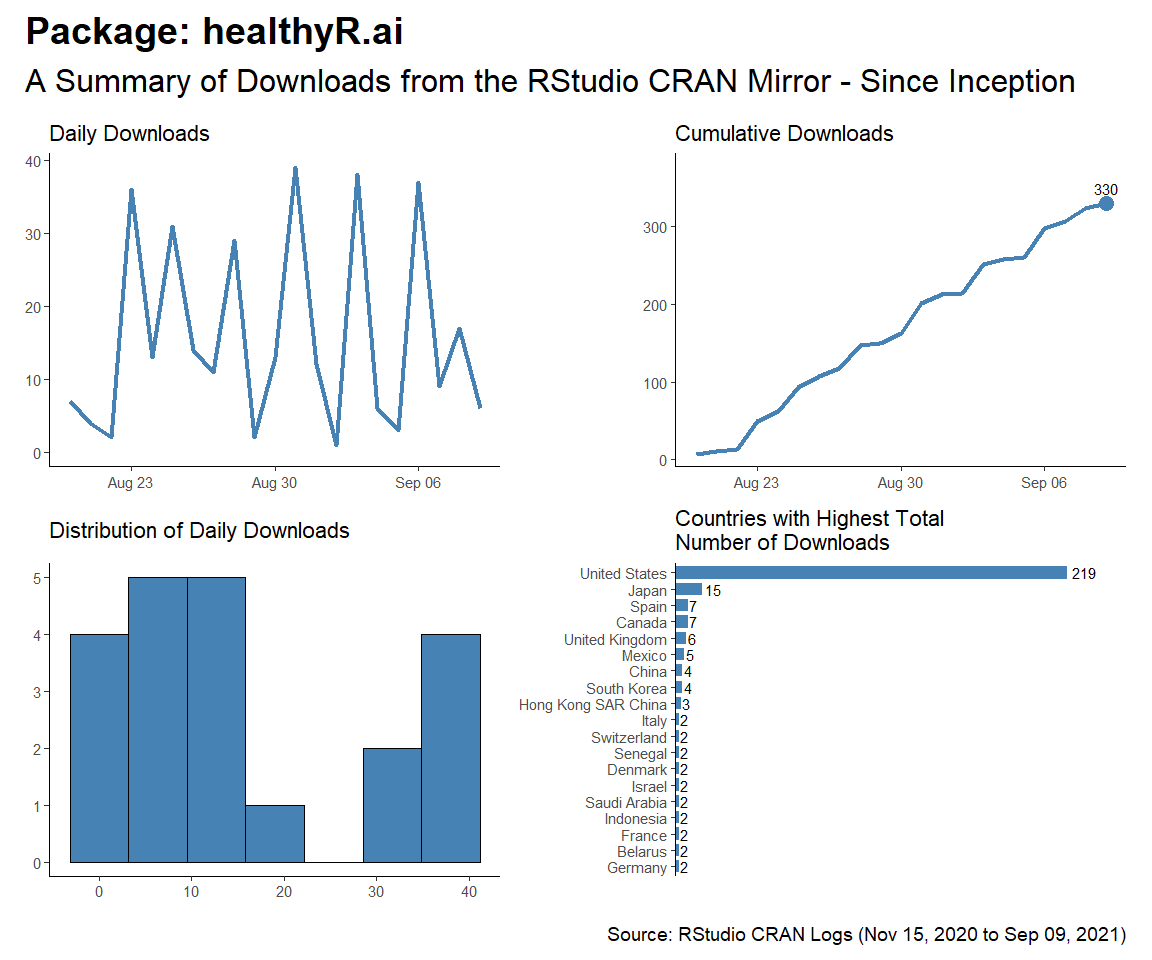 Package: healthyR.ai
A Summary of Downloads from the RStudio CRAN Mirror - Since Inception
Daily Downloads
40
30
20
10
0
Aug 23 Aug 30 Sep 06
Cumulative Downloads
330
300
200
100
0
Aug 23 Aug 30 Sep 06
Distribution of Daily Downloads
5
4
3
2
1
0
0 10 20 30 40
Countries with Highest Total
Number of Downloads
United States 219
Japan 15
Spain 7
Canada 7
United Kingdom 6
Mexico 5
China 4
South Korea 4
Hong Kong SAR China 3
Italy 2
Switzerland 2
Senegal 2
Denmark 2
Israel 2
Saudi Arabia 2
Indonesia 2
France 2
Belarus 2
Germany 2
Source: RStudio CRAN Logs (Nov 15, 2020 to Sep 09, 2021)